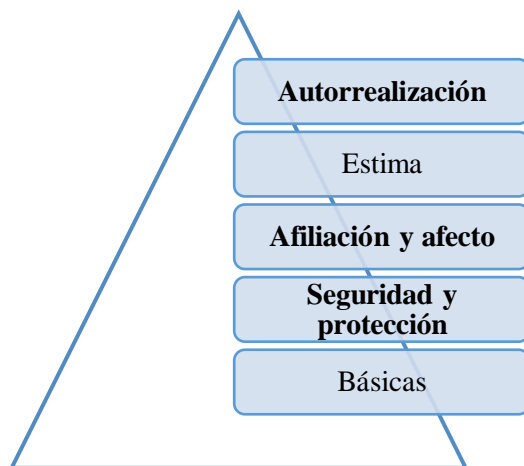 Autorrealización
Estima
Afiliación y afecto
Seguridad y
protección
Básicas